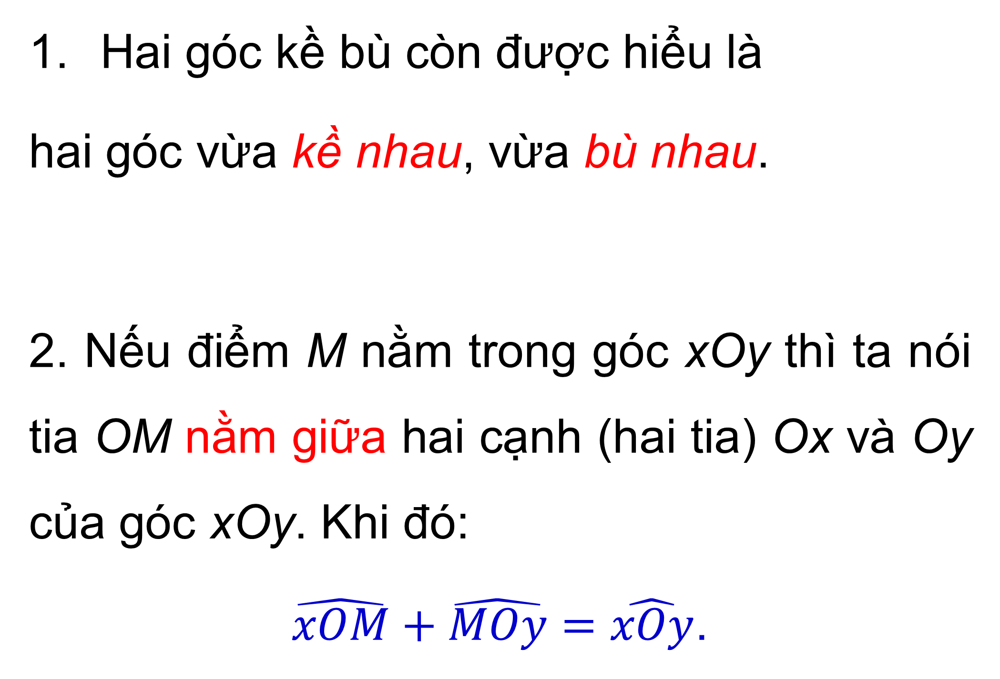 1. Hai góc kề bù còn được hiểu là
hai góc vừa kề nhau, vừa bù nhau.
2. Nếu điểm M nằm trong góc xOy thì ta nói
tia OM nằm giữa hai cạnh (hai tia) Ox và Oy
của góc xOy. Khi đó:
$\widehat{xOM} + \widehat{MOy} = \widehat{xOy}.$